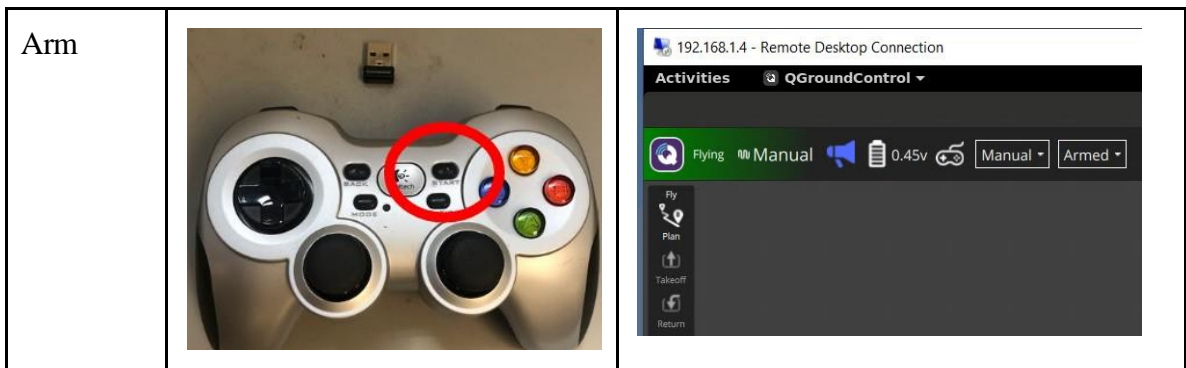 Arm
BACK
START
MODE
192.168.1.4 - Remote Desktop Connection
Activities QGroundControl
Flying Manual 0.45v Manual Armed
Fly
Plan
Takeoff
Return